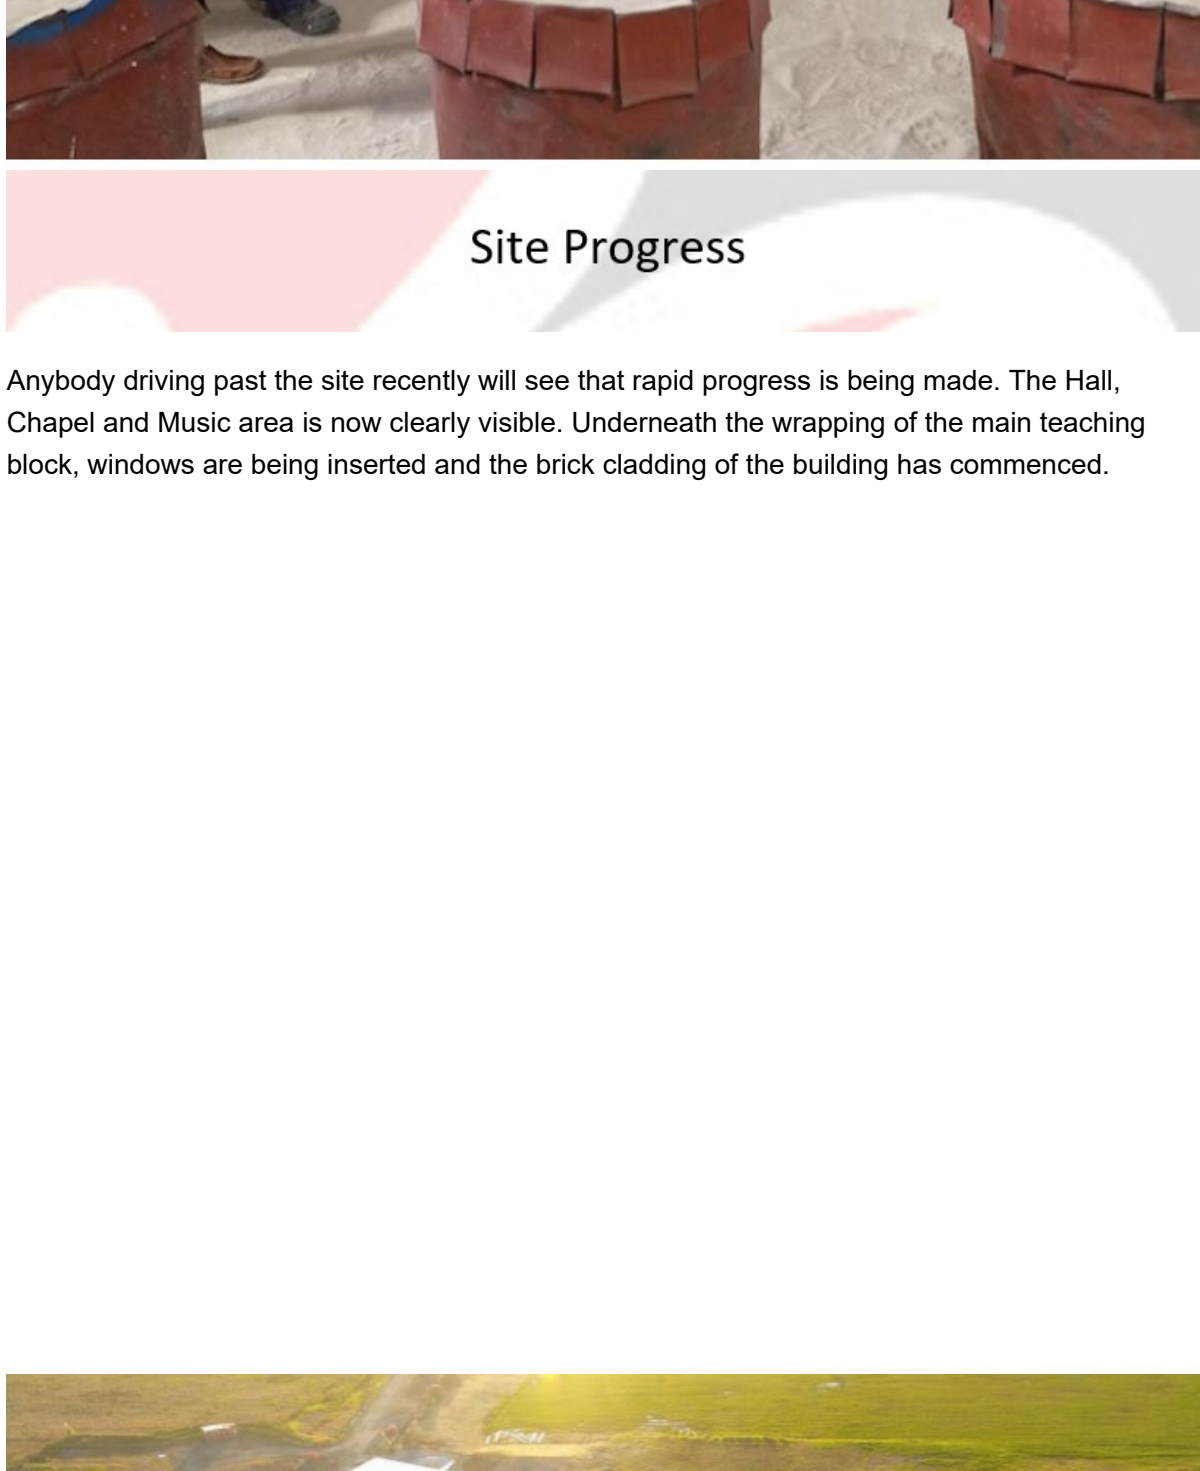 Site Progress
Anybody driving past the site recently will see that rapid progress is being made. The Hall,
Chapel and Music area is now clearly visible. Underneath the wrapping of the main teaching
block, windows are being inserted and the brick cladding of the building has commenced.